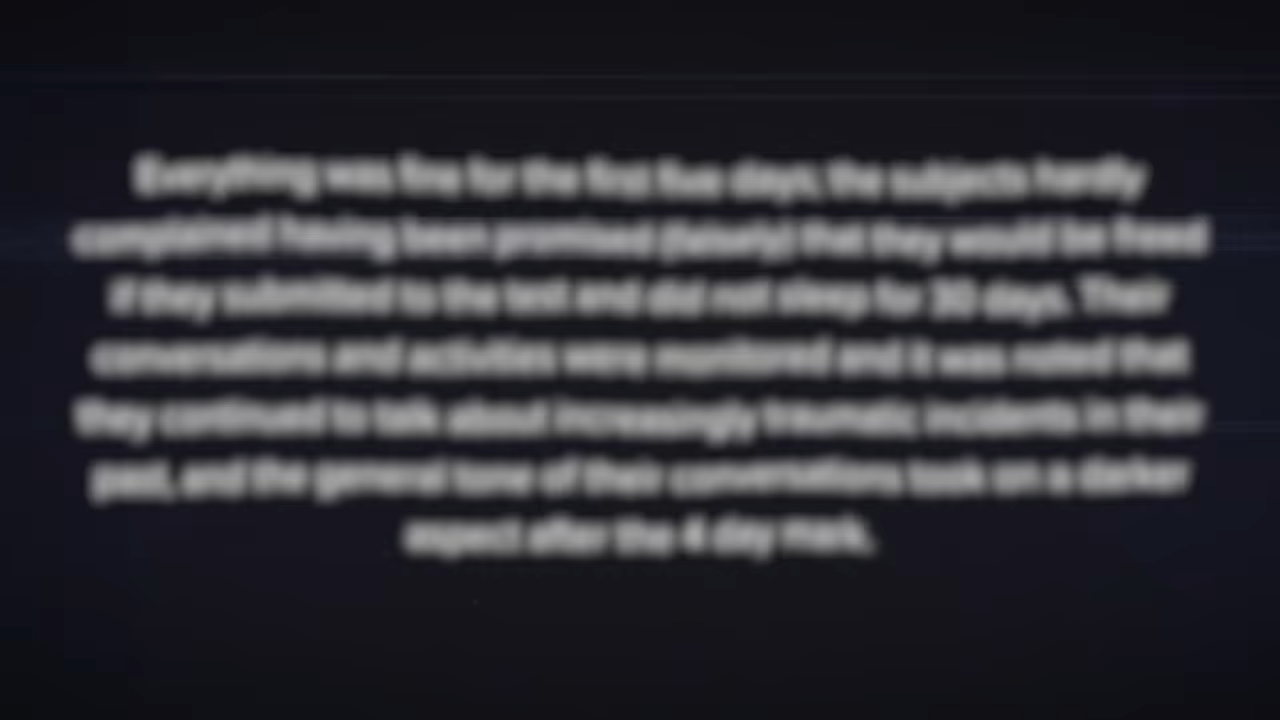 Everything was fine for the first five days; the subjects hardly
complained having been promised (falsely) that they would be freed
if they submitted to the test and did not sleep for 30 days. Their
conversations and activities were monitored and it was noted that
they continued to talk about increasingly traumatic incidents in their
past, and the general tone of their conversations took on a darker
aspect after the 4 day mark.